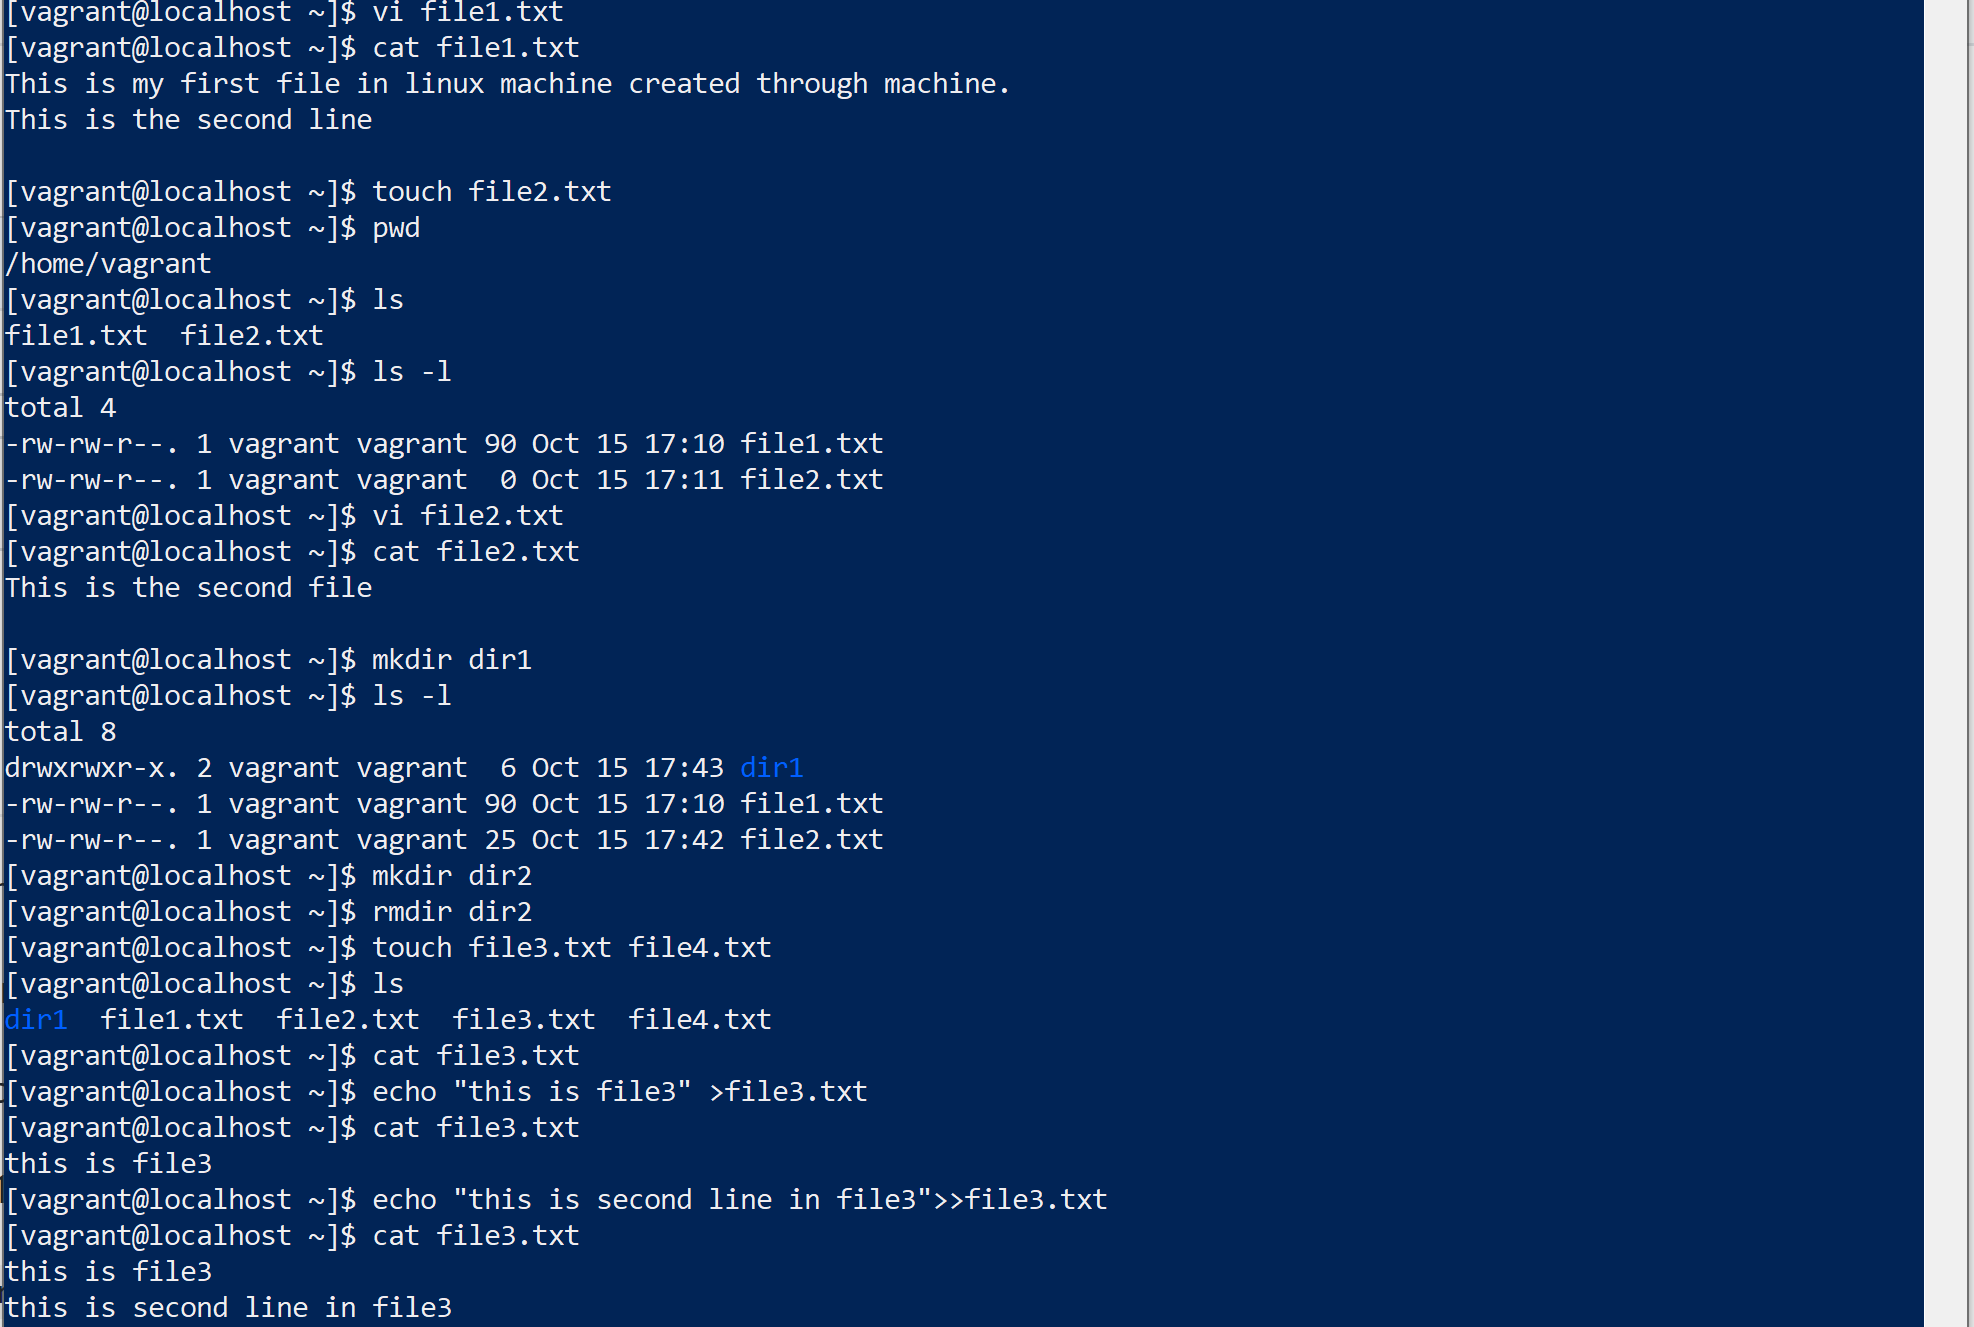 [vagrant@localhost ~]$ vi file1.txt
[vagrant@localhost ~]$ cat file1.txt
This is my first file in linux machine created through machine.
This is the second line
[vagrant@localhost ~]$ touch file2.txt
[vagrant@localhost ~]$ pwd
/home/vagrant
[vagrant@localhost ~]$ ls
file1.txt  file2.txt
[vagrant@localhost ~]$ ls -l
total 4
-rw-rw-r--. 1 vagrant vagrant 90 Oct 15 17:10 file1.txt
-rw-rw-r--. 1 vagrant vagrant  0 Oct 15 17:11 file2.txt
[vagrant@localhost ~]$ vi file2.txt
[vagrant@localhost ~]$ cat file2.txt
This is the second file
[vagrant@localhost ~]$ mkdir dir1
[vagrant@localhost ~]$ ls -l
total 8
drwxrwxr-x. 2 vagrant vagrant  6 Oct 15 17:43 dir1
-rw-rw-r--. 1 vagrant vagrant 90 Oct 15 17:10 file1.txt
-rw-rw-r--. 1 vagrant vagrant 25 Oct 15 17:42 file2.txt
[vagrant@localhost ~]$ mkdir dir2
[vagrant@localhost ~]$ rmdir dir2
[vagrant@localhost ~]$ touch file3.txt file4.txt
[vagrant@localhost ~]$ ls
dir1  file1.txt  file2.txt  file3.txt  file4.txt
[vagrant@localhost ~]$ cat file3.txt
[vagrant@localhost ~]$ echo "this is file3" >file3.txt
[vagrant@localhost ~]$ cat file3.txt
this is file3
[vagrant@localhost ~]$ echo "this is second line in file3">>file3.txt
[vagrant@localhost ~]$ cat file3.txt
this is file3
this is second line in file3